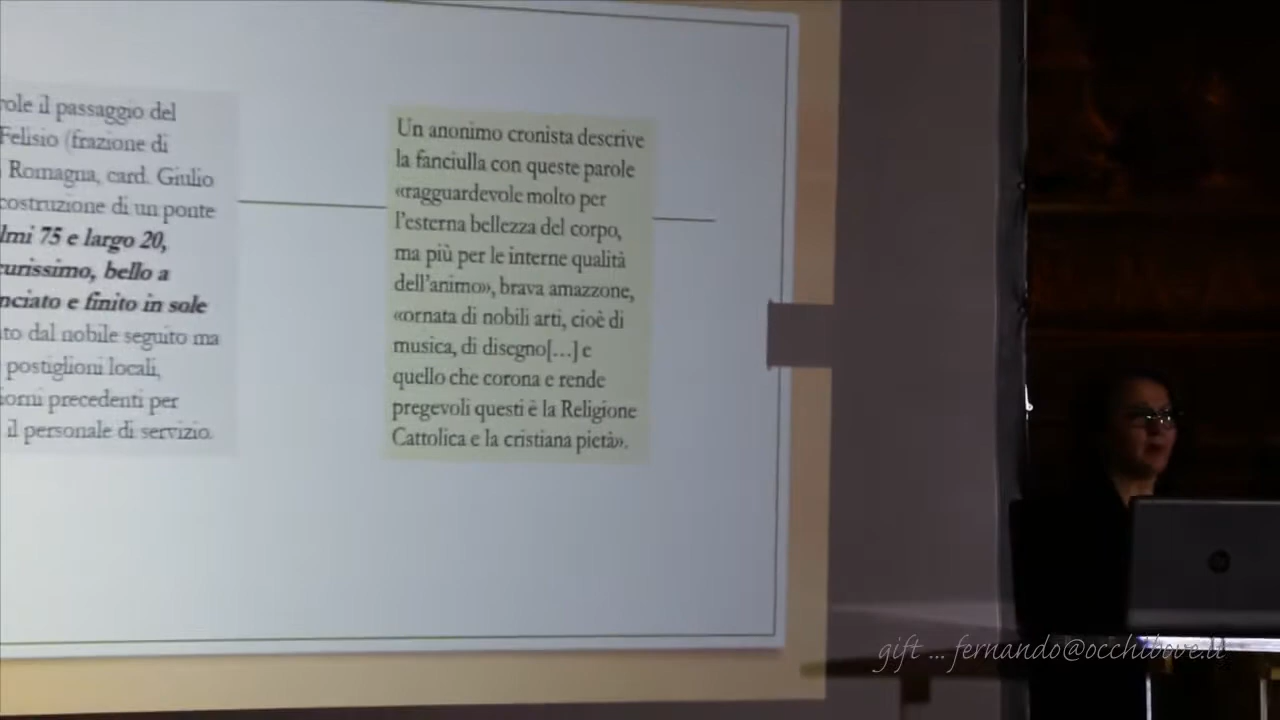 role il passaggio del
Felisio (frazione di
Romagna, card. Giulio
costruzione di un ponte
lmi 75 e largo 20,
curissimo, bello a
nciato e finito in sole
to dal nobile seguito ma
postiglioni locali,
iorni precedenti per
il personale di servizio.
Un anonimo cronista descrive
la fanciulla con queste parole
«ragguardevole molto per
l'esterna bellezza del corpo,
ma più per le interne qualità
dell'animo», brava amazzone,
«ornata di nobili arti, cioè di
musica, di disegno[...] e
quello che corona e rende
pregevoli questi è la Religione
Cattolica e la cristiana pietà».
hp
gift ... fernando@occhibove.it